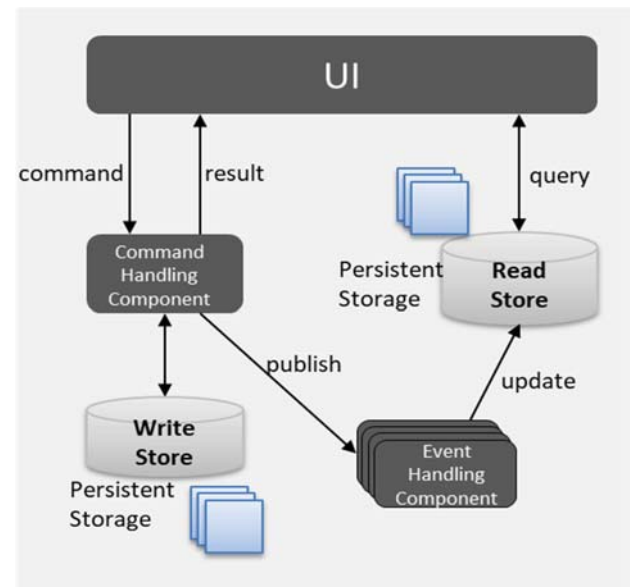 UI
command
result
query
Command
Handling
Component
Persistent
Storage
Read
Store
publish
update
Write
Store
Event
Handling
Component
Persistent
Storage